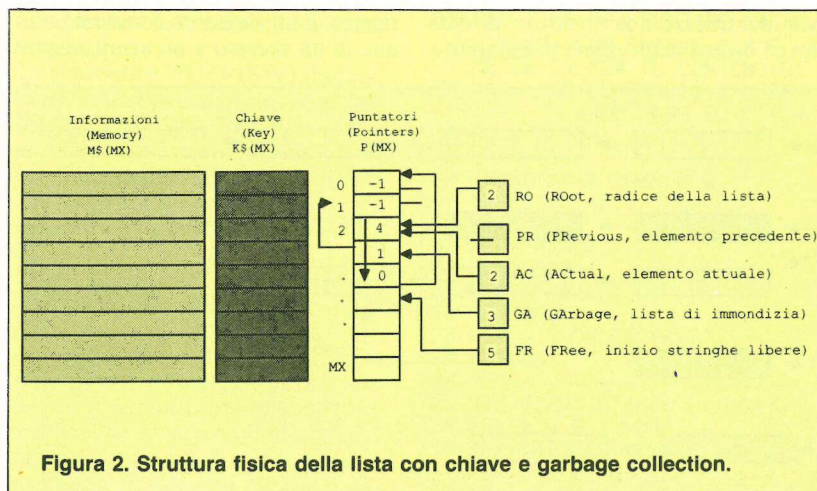 Informazioni
(Memory)
M$(MX)
Chiave
(Key)
K$(MX)
Puntatori
(Pointers)
P(MX)
0 -1
1 -1
2 4
1
. 0
.
.
MX
2 RO (ROot, radice della lista)
PR (PRevious, elemento precedente)
2 AC (ACtual, elemento attuale)
3 GA (GArbage, lista di immondizia)
5 FR (FRee, inizio stringhe libere)
Figura 2. Struttura fisica della lista con chiave e garbage collection.